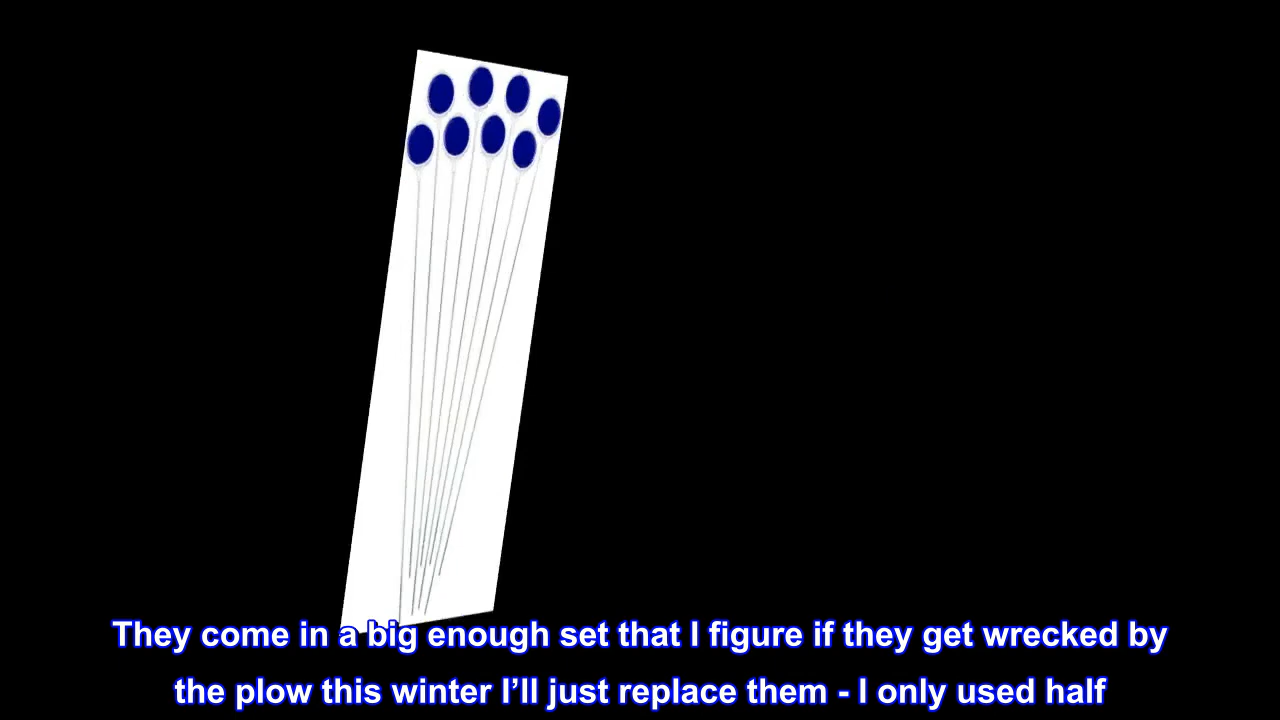 They come in a big enough set that I figure if they get wrecked by
the plow this winter I’ll just replace them - I only used half